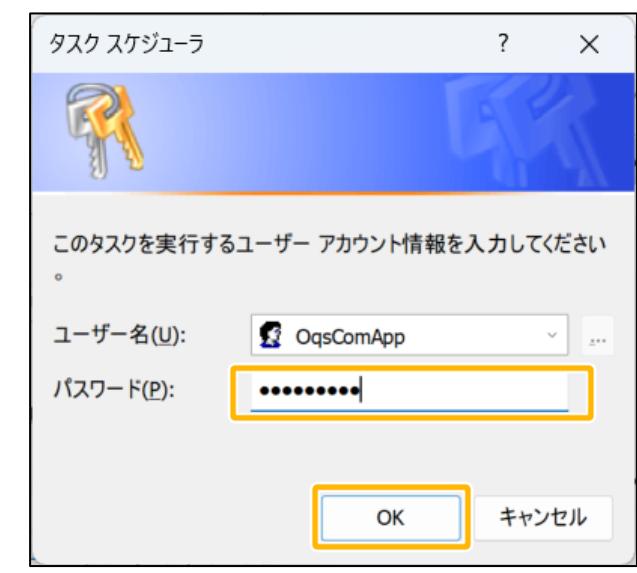 タスク スケジューラ ? ×
このタスクを実行するユーザー アカウント情報を入力してください
。
ユーザー名(U): OqsComApp ...
パスワード(P): ●●●●●●●●●
OK キャンセル